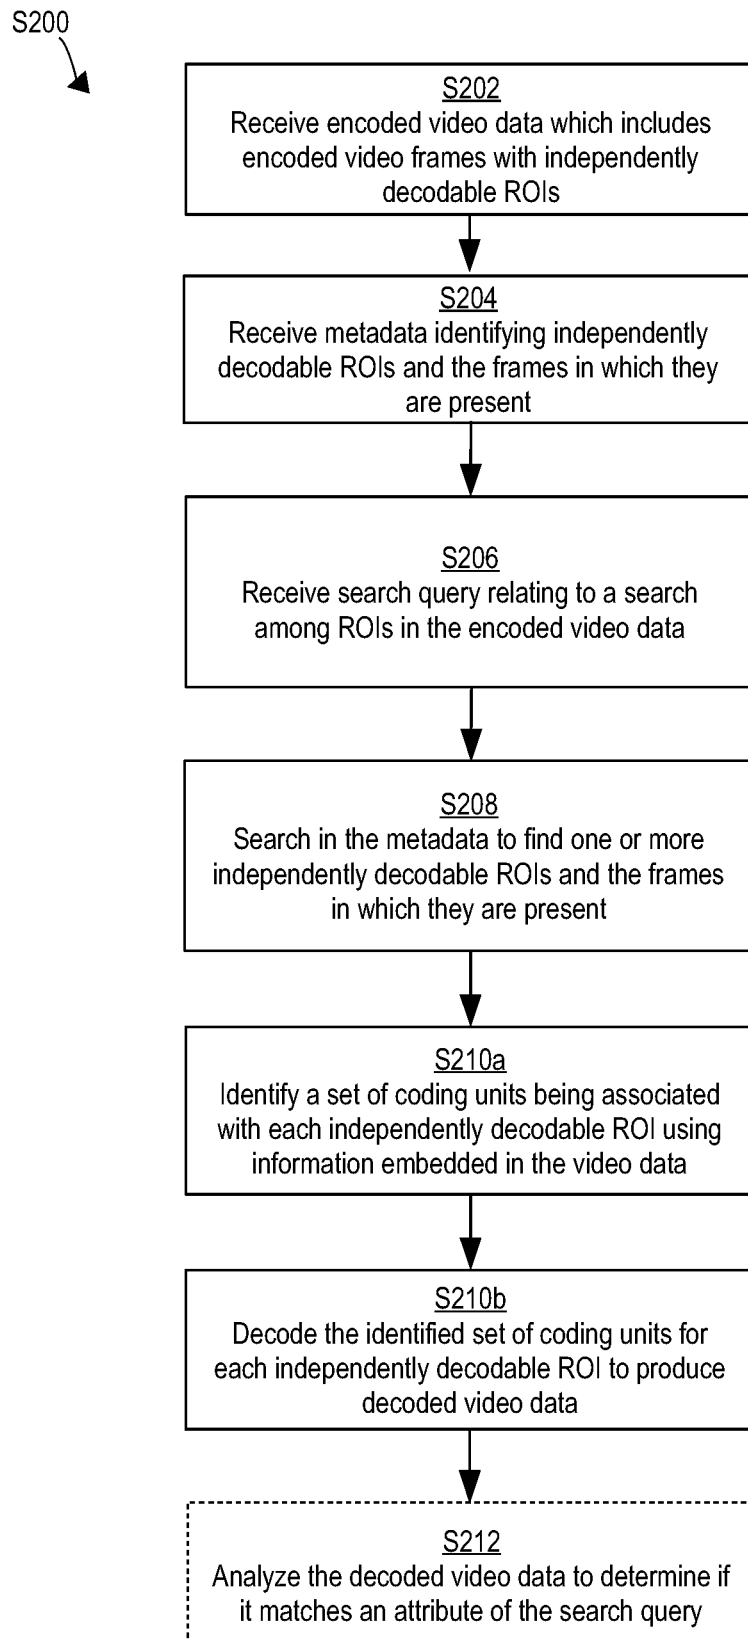 S200
S202
Receive encoded video data which includes
encoded video frames with independently
decodable ROIs
S204
Receive metadata identifying independently
decodable ROIs and the frames in which they
are present
S206
Receive search query relating to a search
among ROIs in the encoded video data
S208
Search in the metadata to find one or more
independently decodable ROIs and the frames
in which they are present
S210a
Identify a set of coding units being associated
with each independently decodable ROI using
information embedded in the video data
S210b
Decode the identified set of coding units for
each independently decodable ROI to produce
decoded video data
S212
Analyze the decoded video data to determine if
it matches an attribute of the search query